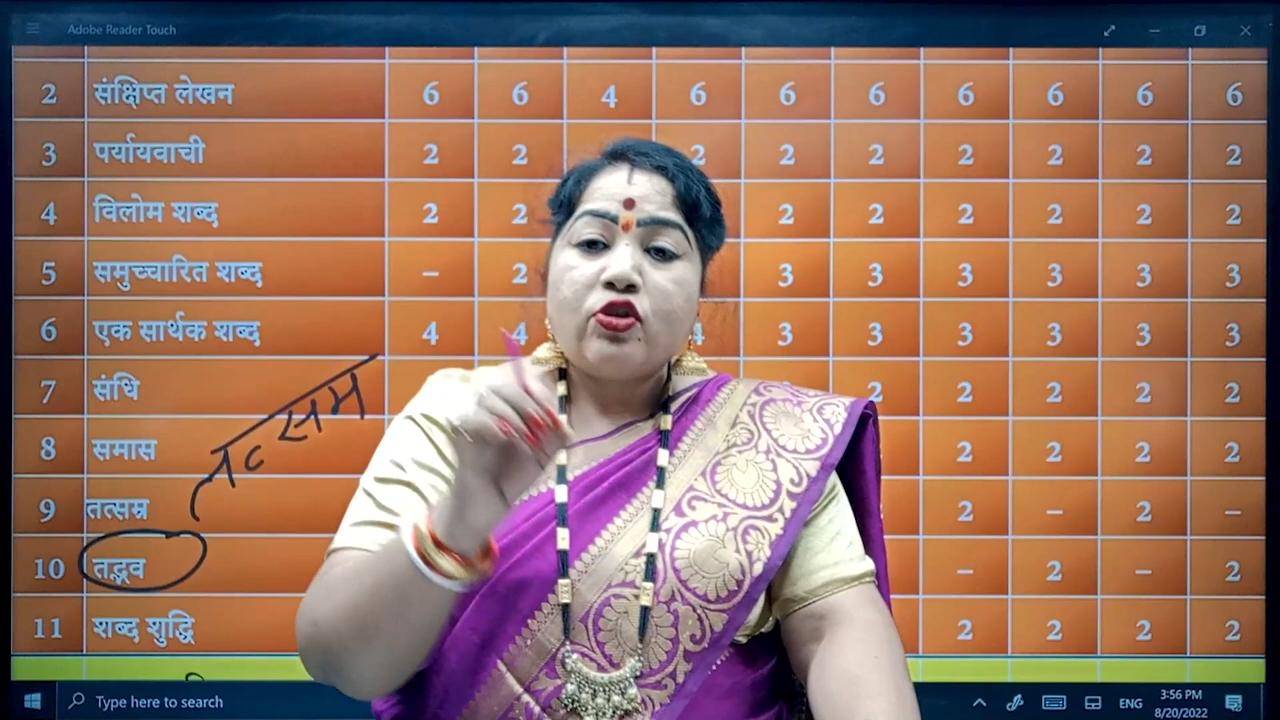 Adobe Reader Touch
2 संक्षिप्त लेखन 6 6 4 6 6 6 6 6 6 6
3 पर्यायवाची 2 2 2 2 2 2 2 2 2
4 विलोम शब्द 2 2 2 2 2 2 2 2
5 समुच्चारित शब्द – 2 3 3 3 3 3 3
6 एक सार्थक शब्द 4 4 4 3 3 3 3 3 3
7 संधि 2 2 2 2 2
तत्सम
8 समास 2 2 2 2
9 तत्सम्र 2 – 2 –
10 तद्भव – 2 – 2
11 शब्द शुद्धि 2 2 2 2
Type here to search ENG 3:56 PM
8/20/2022